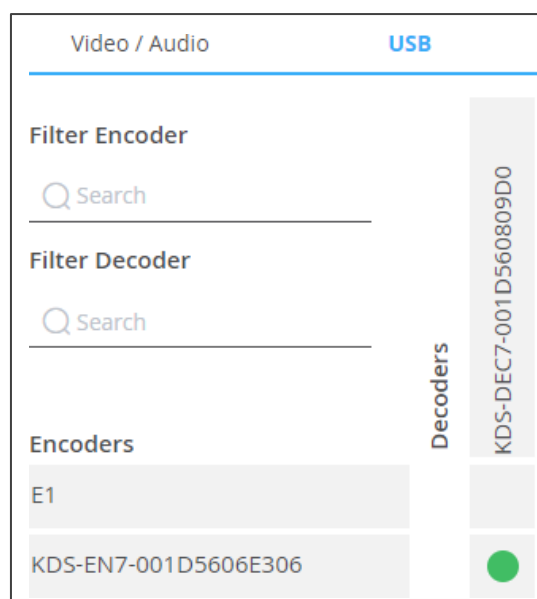 Video / Audio
USB
Filter Encoder
Search
Filter Decoder
Search
Encoders
Decoders
KDS-DEC7-001D560809D0
E1
KDS-EN7-001D5606E306